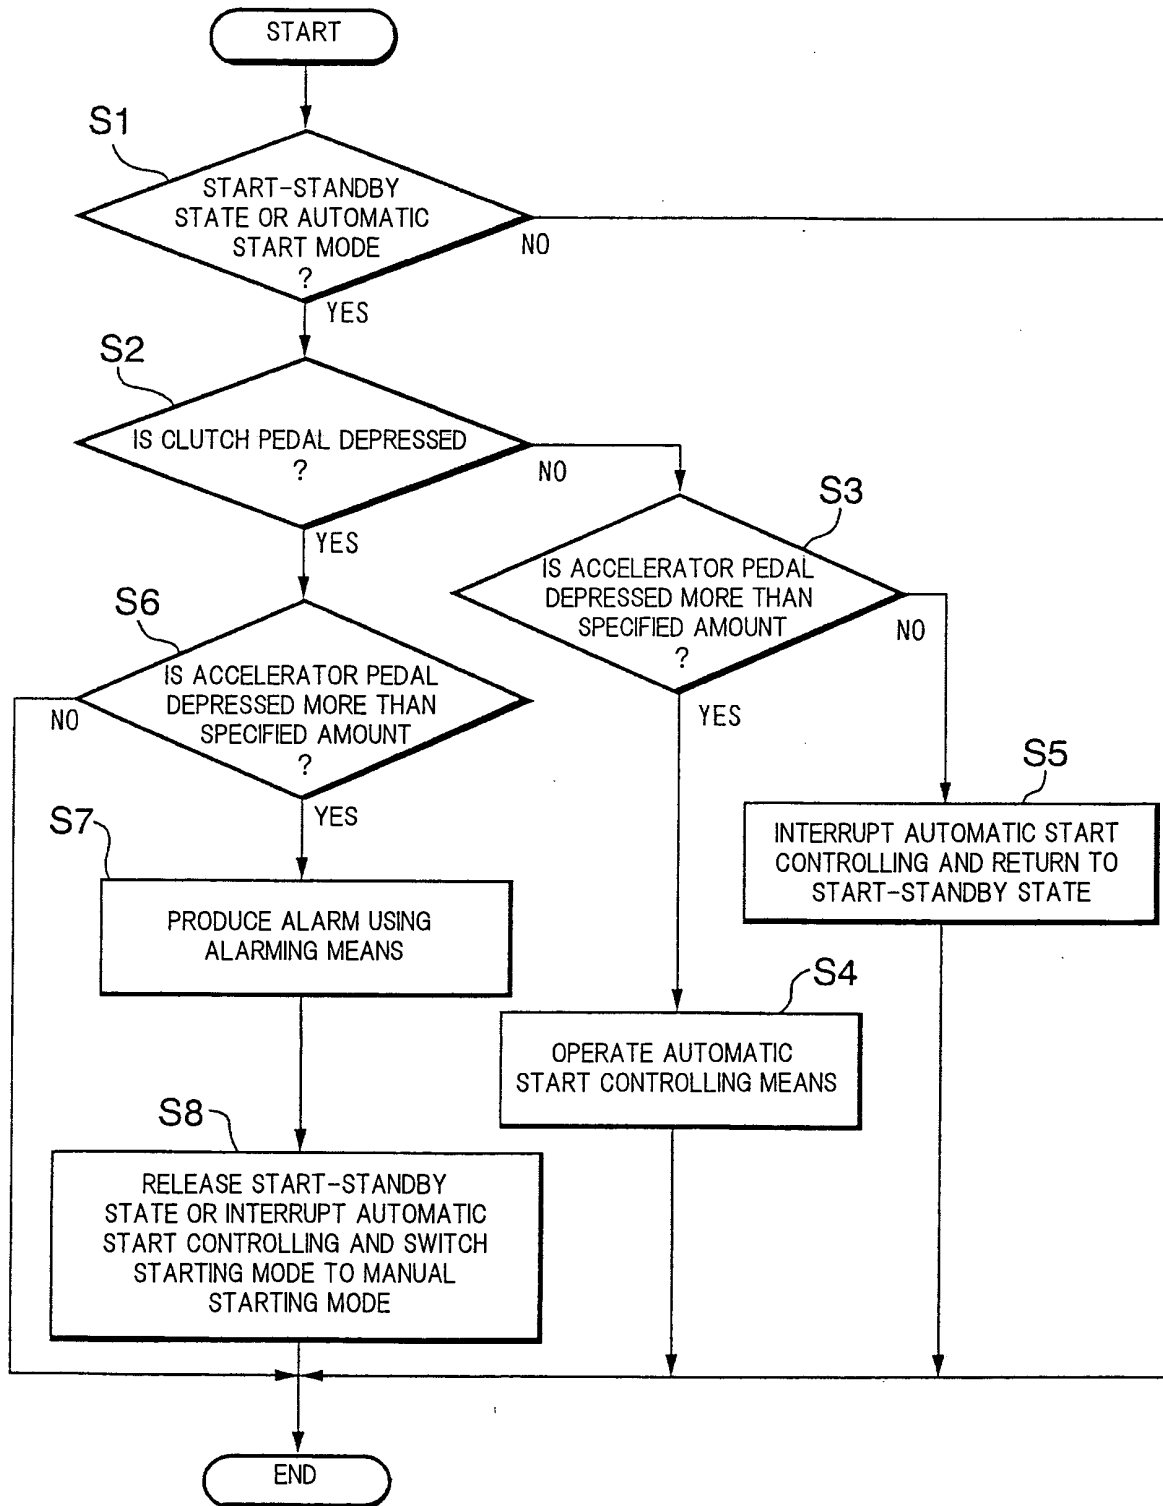 START
S1
START-STANDBY
STATE OR AUTOMATIC
START MODE
?
NO
YES
S2
IS CLUTCH PEDAL DEPRESSED
?
NO
YES
S3
IS ACCELERATOR PEDAL
DEPRESSED MORE THAN
SPECIFIED AMOUNT
?
NO
YES
S6
IS ACCELERATOR PEDAL
DEPRESSED MORE THAN
SPECIFIED AMOUNT
?
NO
YES
S5
INTERRUPT AUTOMATIC START
CONTROLLING AND RETURN TO
START-STANDBY STATE
S7
PRODUCE ALARM USING
ALARMING MEANS
S4
OPERATE AUTOMATIC
START CONTROLLING MEANS
S8
RELEASE START-STANDBY
STATE OR INTERRUPT AUTOMATIC
START CONTROLLING AND SWITCH
STARTING MODE TO MANUAL
STARTING MODE
END